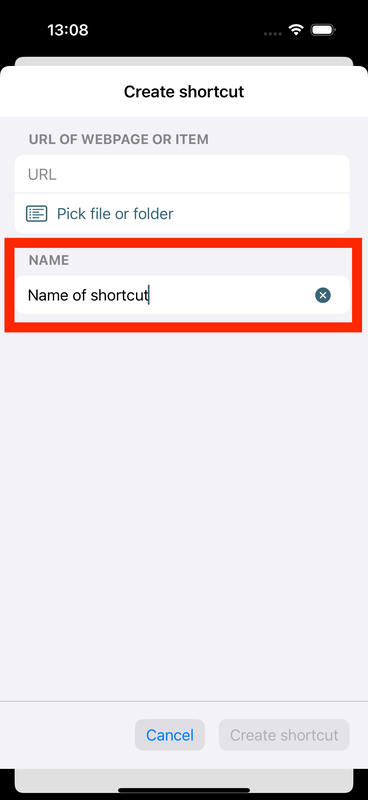 13:08
Create shortcut
URL OF WEBPAGE OR ITEM
URL
Pick file or folder
NAME
Name of shortcut
Cancel
Create shortcut